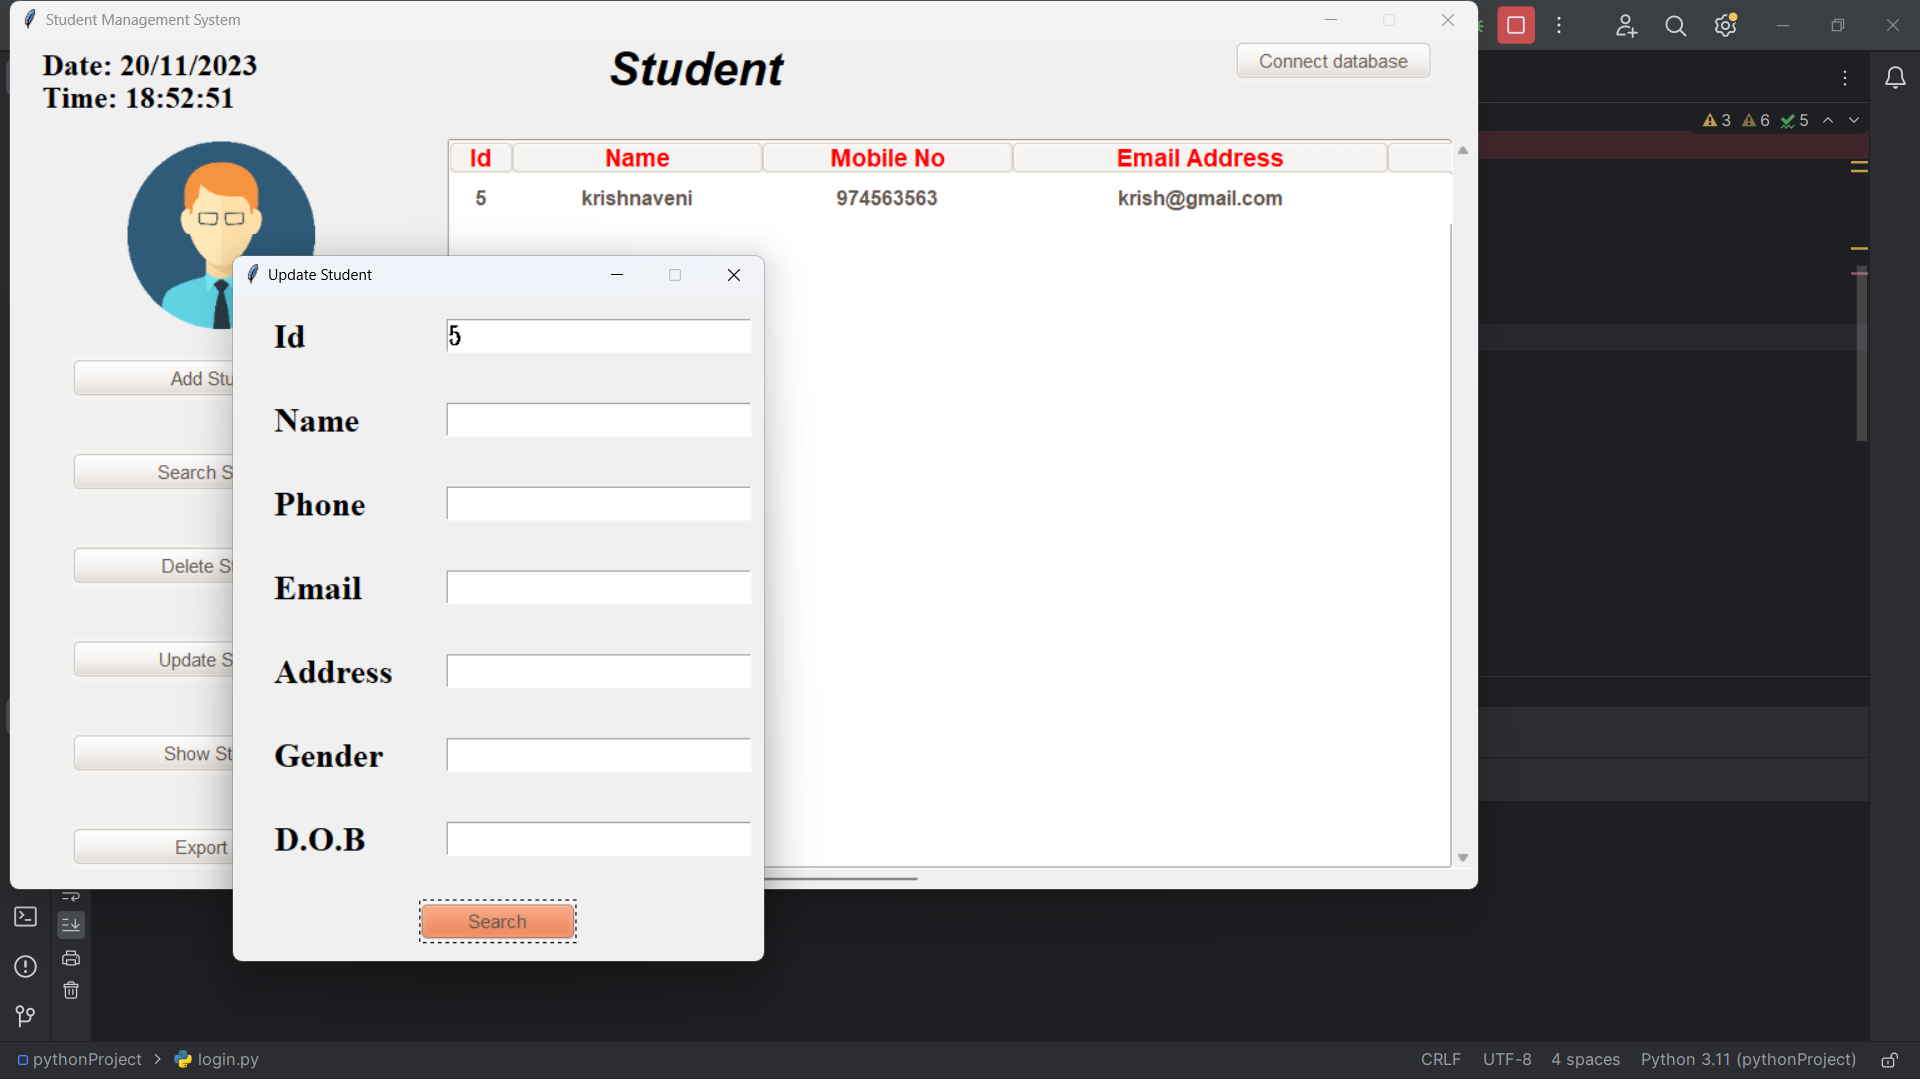 Student Management System
Date: 20/11/2023
Time: 18:52:51
Student
Connect database
3 6 5
Id Name Mobile No Email Address
5 krishnaveni 974563563 krish@gmail.com
Update Student
Id 5
Add Stu
Name
Search S
Phone
Delete S
Email
Update S
Address
Show St
Gender
Export
D.O.B
Search
pythonProject > login.py
CRLF UTF-8 4 spaces Python 3.11 (pythonProject)